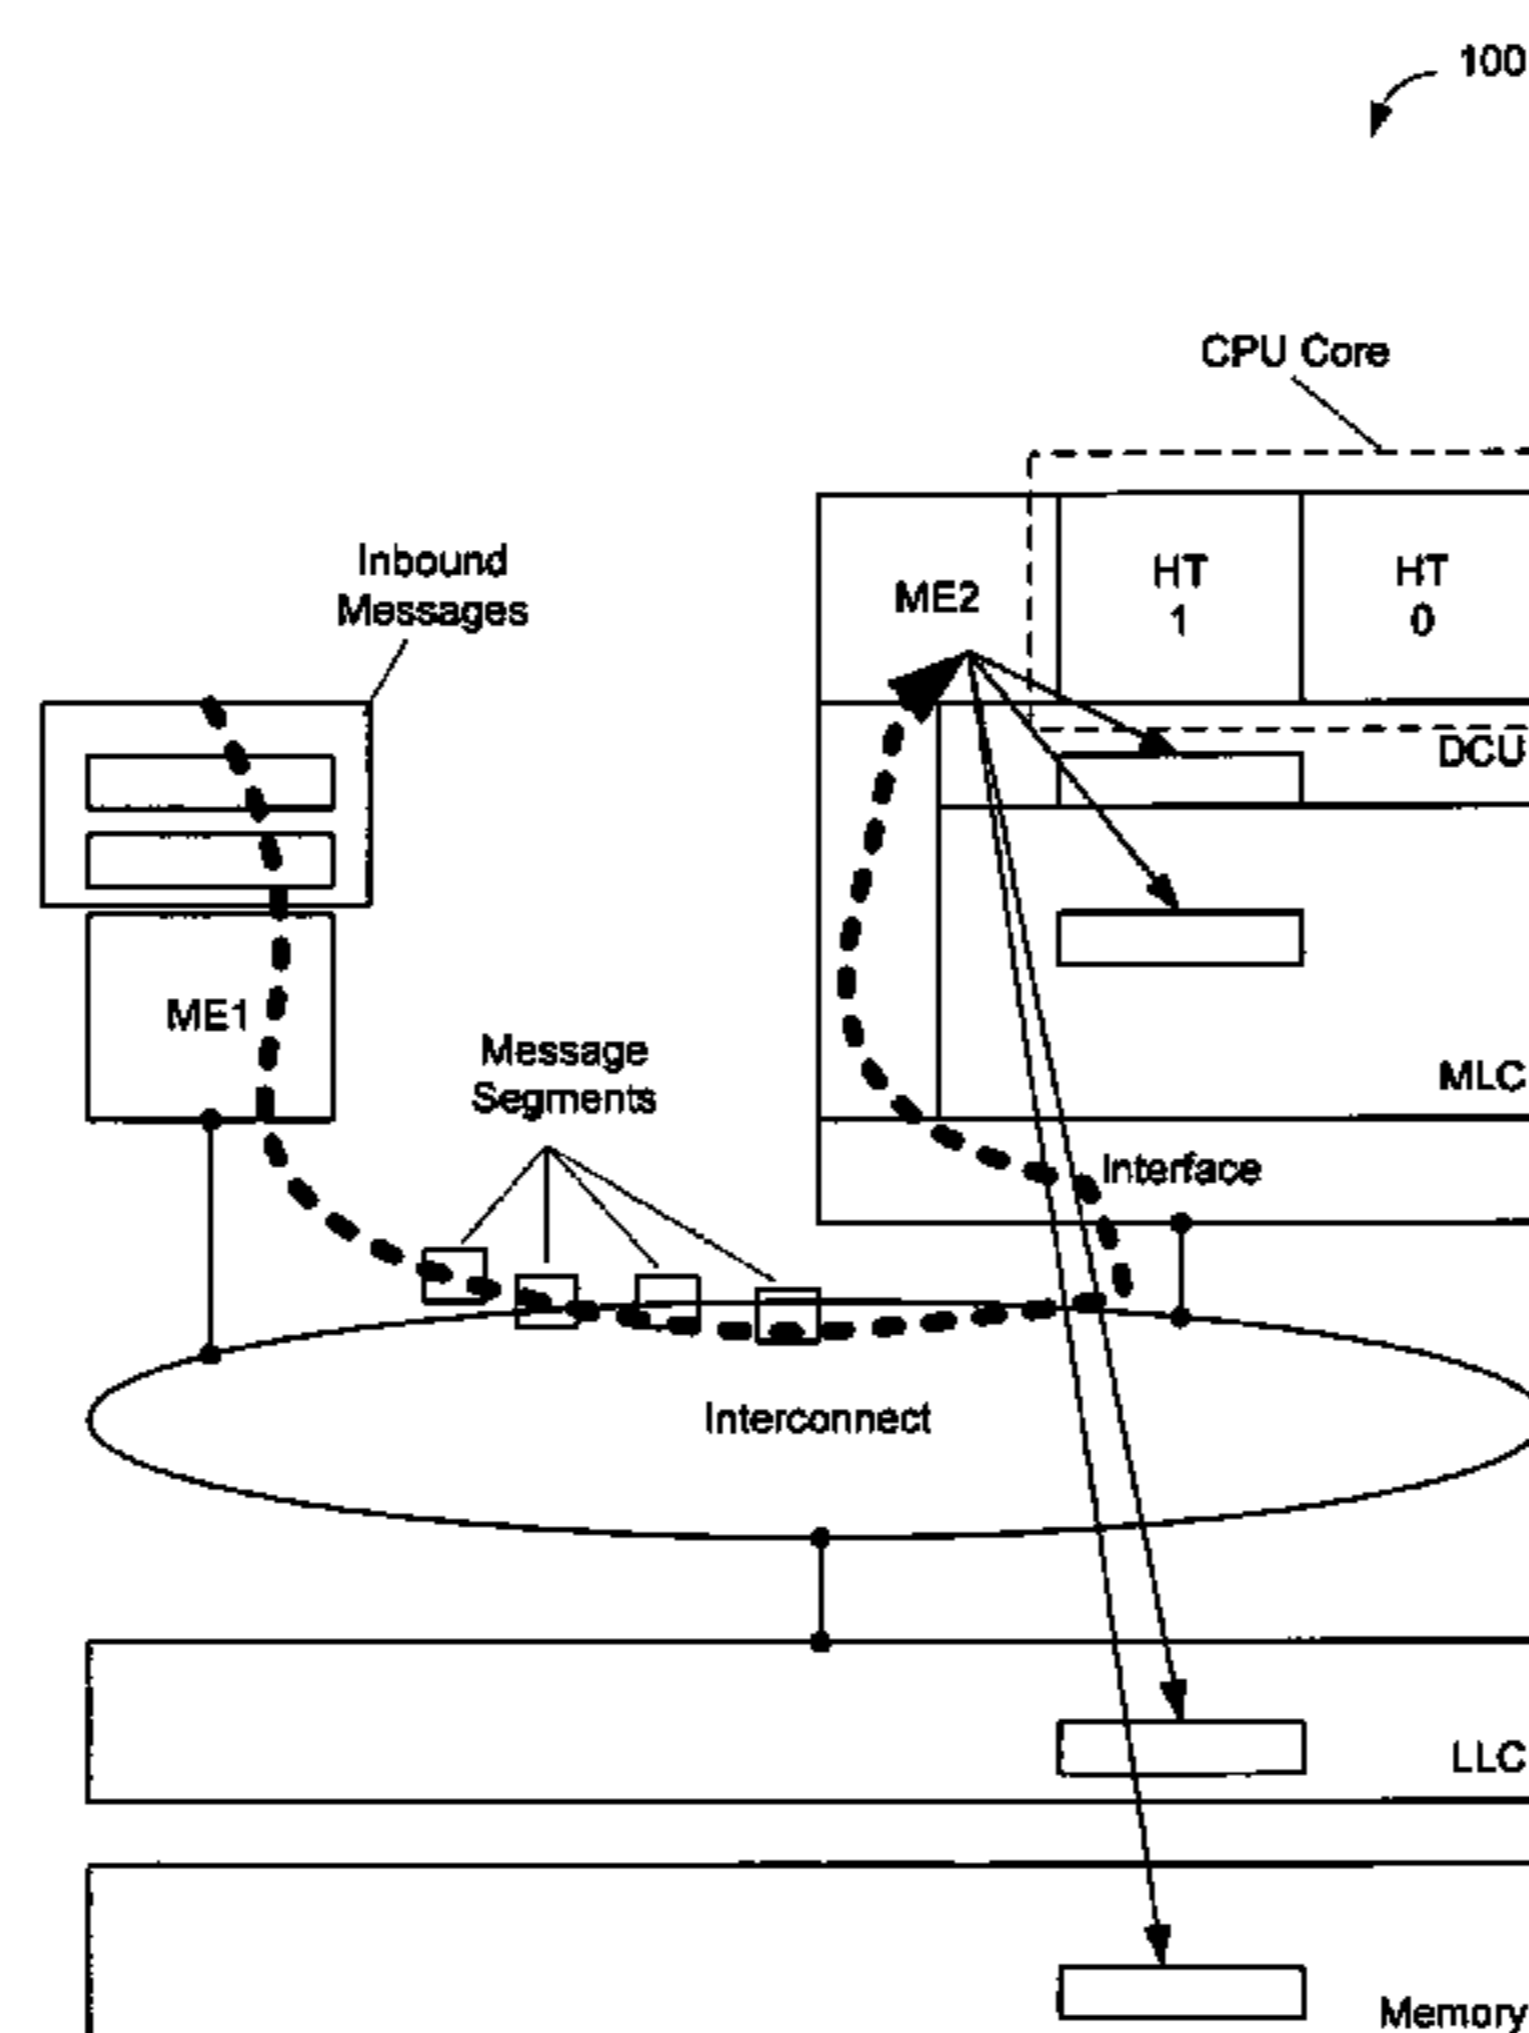 100
CPU Core
Inbound
Messages
ME2
HT
1
HT
0
DCU
ME1
Message
Segments
MLC
Interface
Interconnect
LLC
Memory